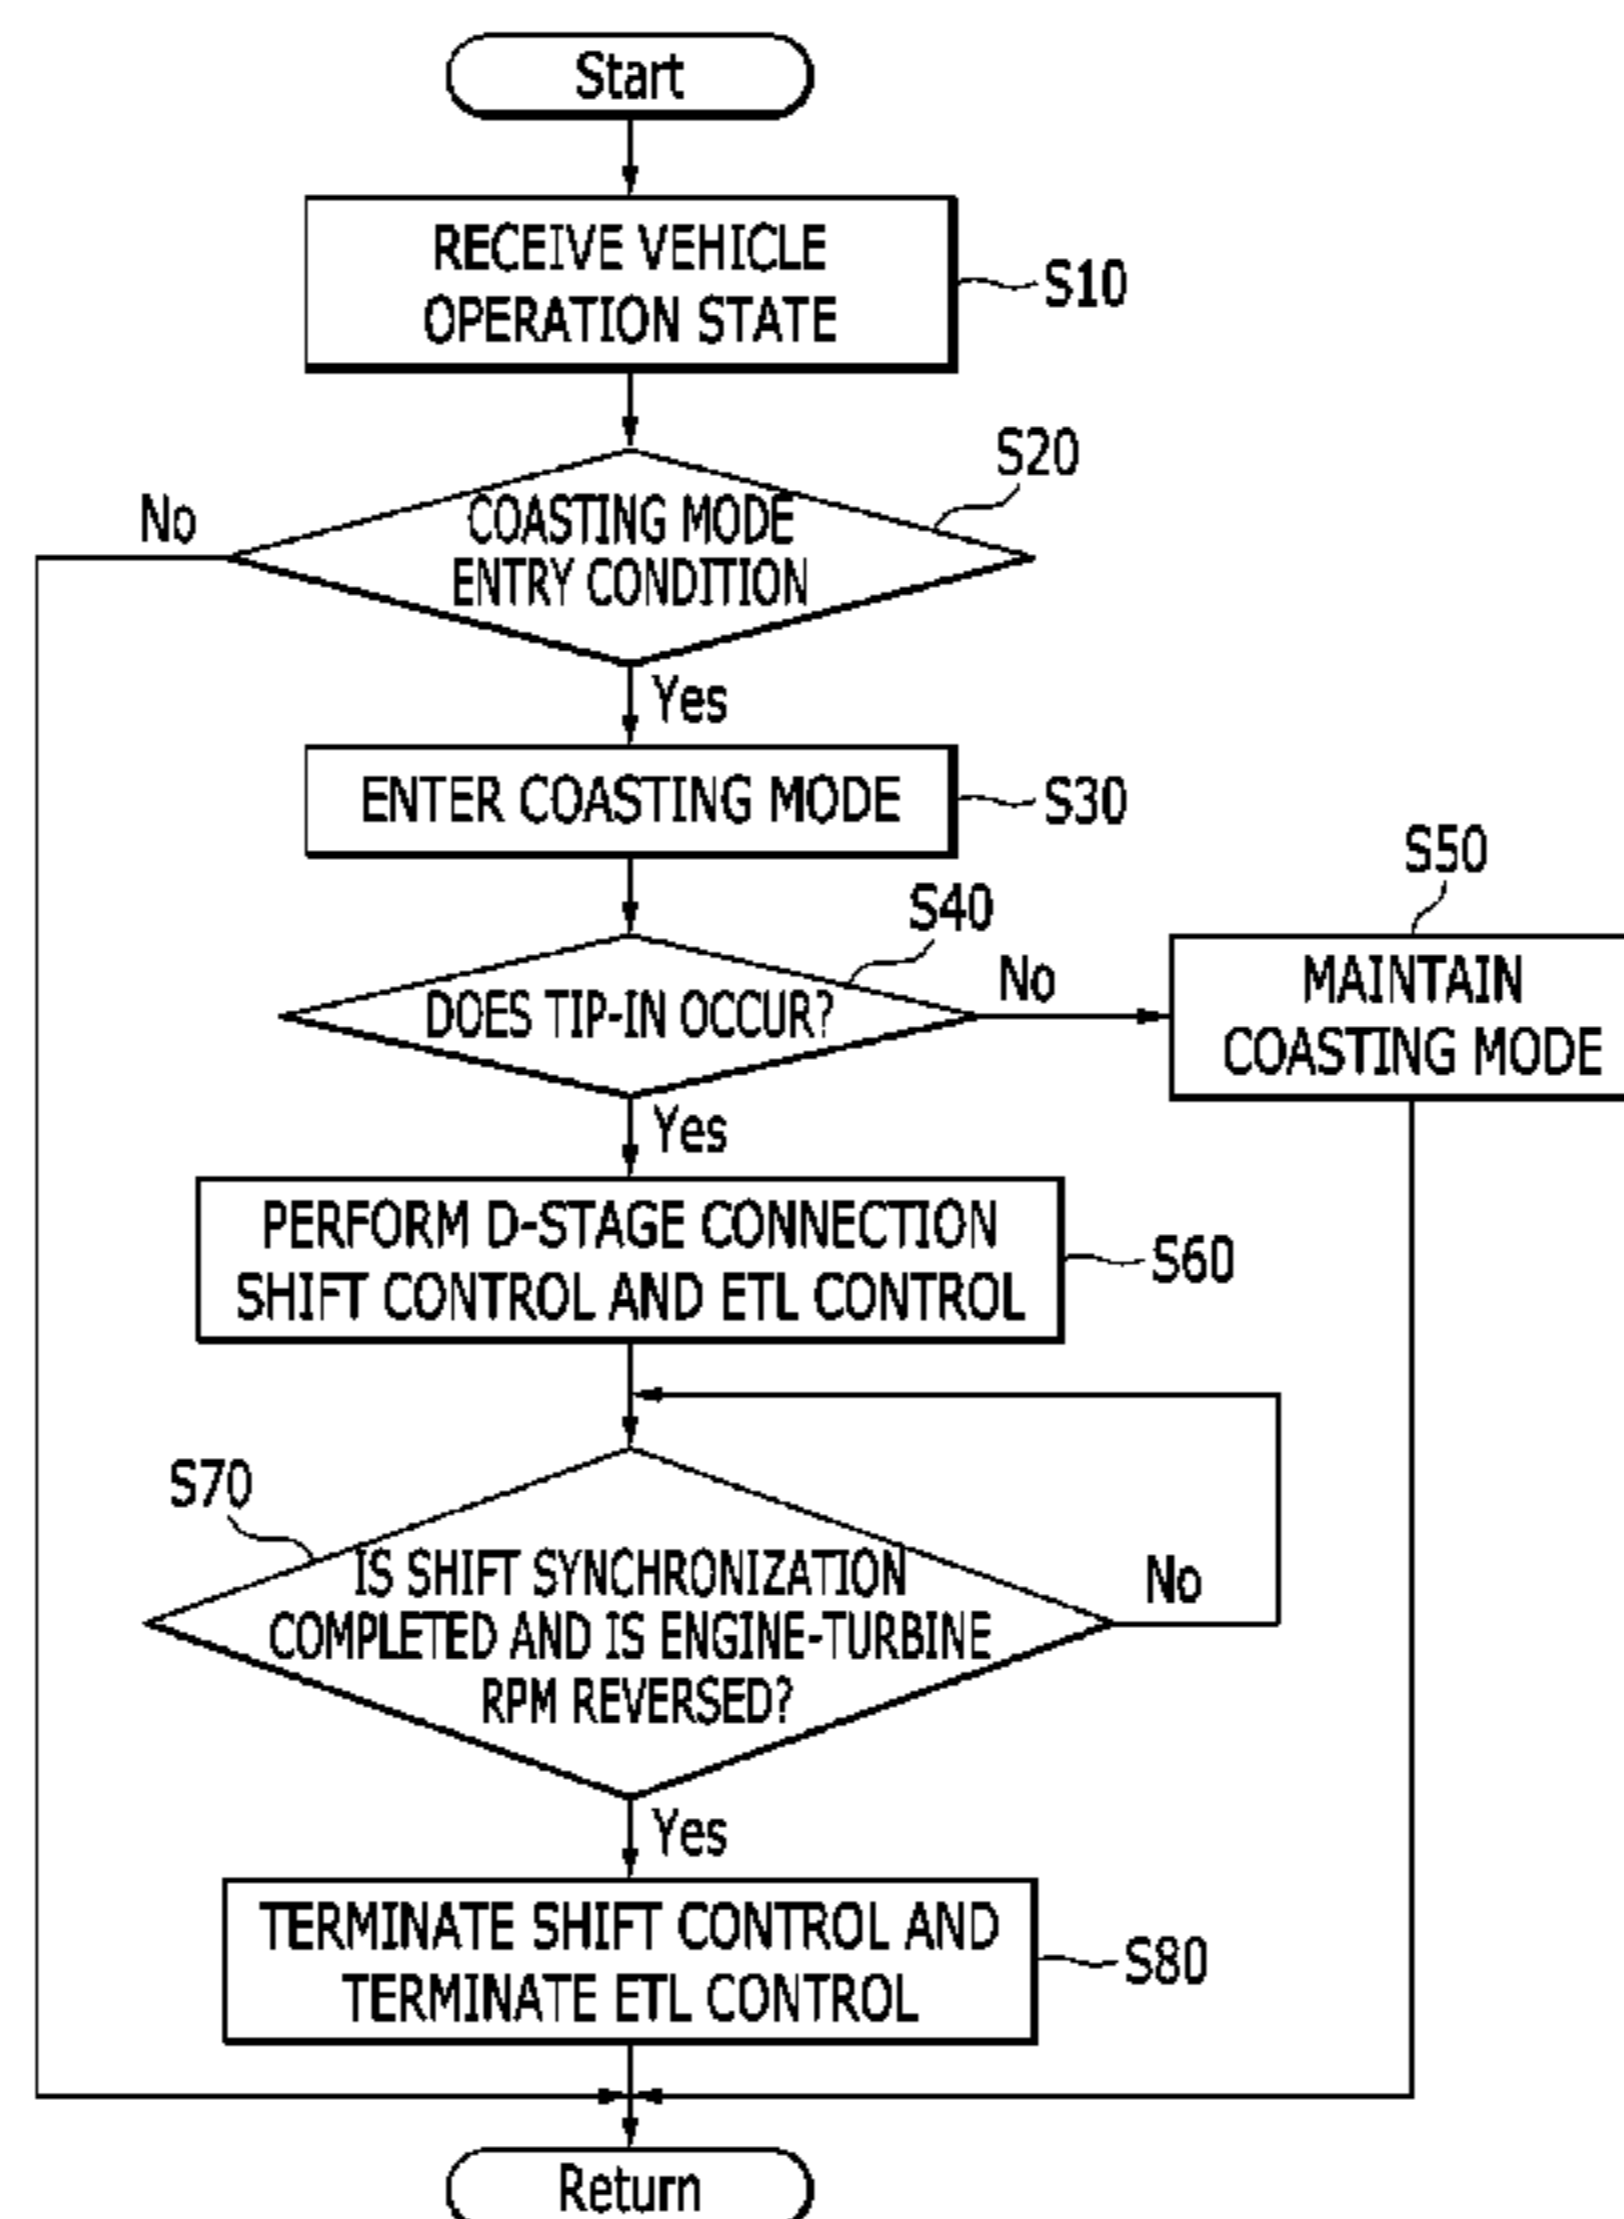 Start
RECEIVE VEHICLE
OPERATION STATE
S10
S20
No
COASTING MODE
ENTRY CONDITION
Yes
ENTER COASTING MODE
S30
S40
S50
DOES TIP-IN OCCUR?
No
MAINTAIN
COASTING MODE
Yes
PERFORM D-STAGE CONNECTION
SHIFT CONTROL AND ETL CONTROL
S60
S70
IS SHIFT SYNCHRONIZATION
COMPLETED AND IS ENGINE-TURBINE
RPM REVERSED?
No
Yes
TERMINATE SHIFT CONTROL AND
TERMINATE ETL CONTROL
S80
Return